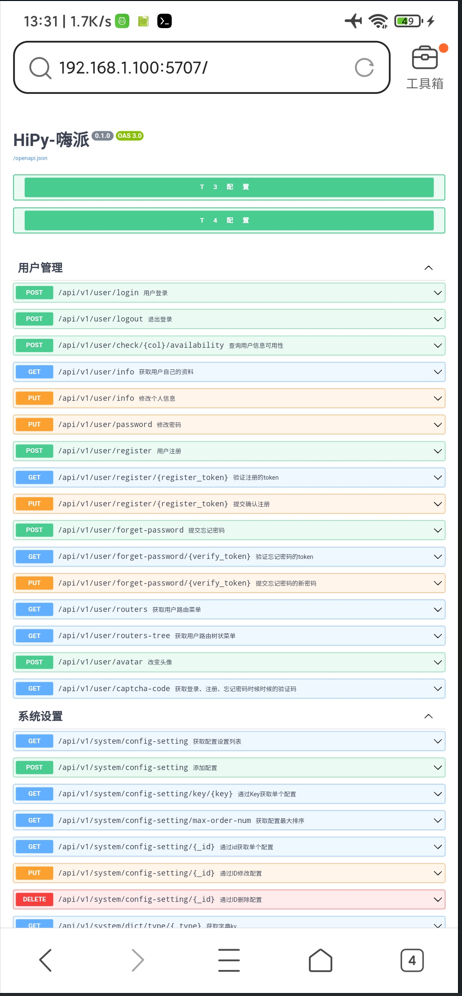 13:31 | 1.7K/s
49
192.168.1.100:5707/
工具箱
HiPy-嗨派 0.1.0 OAS 3.0
/openapi.json
T 3 配 置
T 4 配 置
用户管理
POST /api/v1/user/login 用户登录
POST /api/v1/user/logout 退出登录
POST /api/v1/user/check/{col}/availability 查询用户信息可用性
GET /api/v1/user/info 获取用户自己的资料
PUT /api/v1/user/info 修改个人信息
PUT /api/v1/user/password 修改密码
POST /api/v1/user/register 用户注册
GET /api/v1/user/register/{register_token} 验证注册的token
PUT /api/v1/user/register/{register_token} 提交确认注册
POST /api/v1/user/forget-password 提交忘记密码
GET /api/v1/user/forget-password/{verify_token} 验证忘记密码的token
PUT /api/v1/user/forget-password/{verify_token} 提交忘记密码的新密码
GET /api/v1/user/routers 获取用户路由菜单
GET /api/v1/user/routers-tree 获取用户路由树状菜单
POST /api/v1/user/avatar 改变头像
GET /api/v1/user/captcha-code 获取登录、注册、忘记密码时候时候的验证码
系统设置
GET /api/v1/system/config-setting 获取配置设置列表
POST /api/v1/system/config-setting 添加配置
GET /api/v1/system/config-setting/key/{key} 通过Key获取单个配置
GET /api/v1/system/config-setting/max-order-num 获取配置最大排序
GET /api/v1/system/config-setting/{_id} 通过id获取单个配置
PUT /api/v1/system/config-setting/{_id} 通过ID修改配置
DELETE /api/v1/system/config-setting/{_id} 通过ID删除配置
GET /api/v1/system/dict/type/{_type} 获取字典kv
4